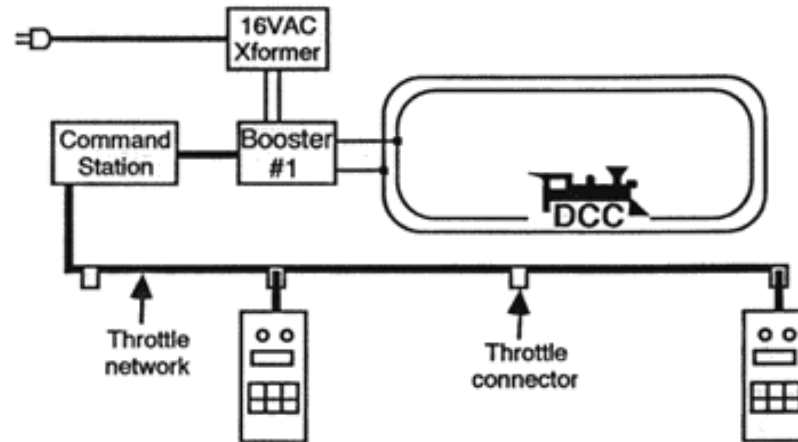 16VAC
Xformer
Command
Station
Booster
#1
DCC
Throttle
network
Throttle
connector